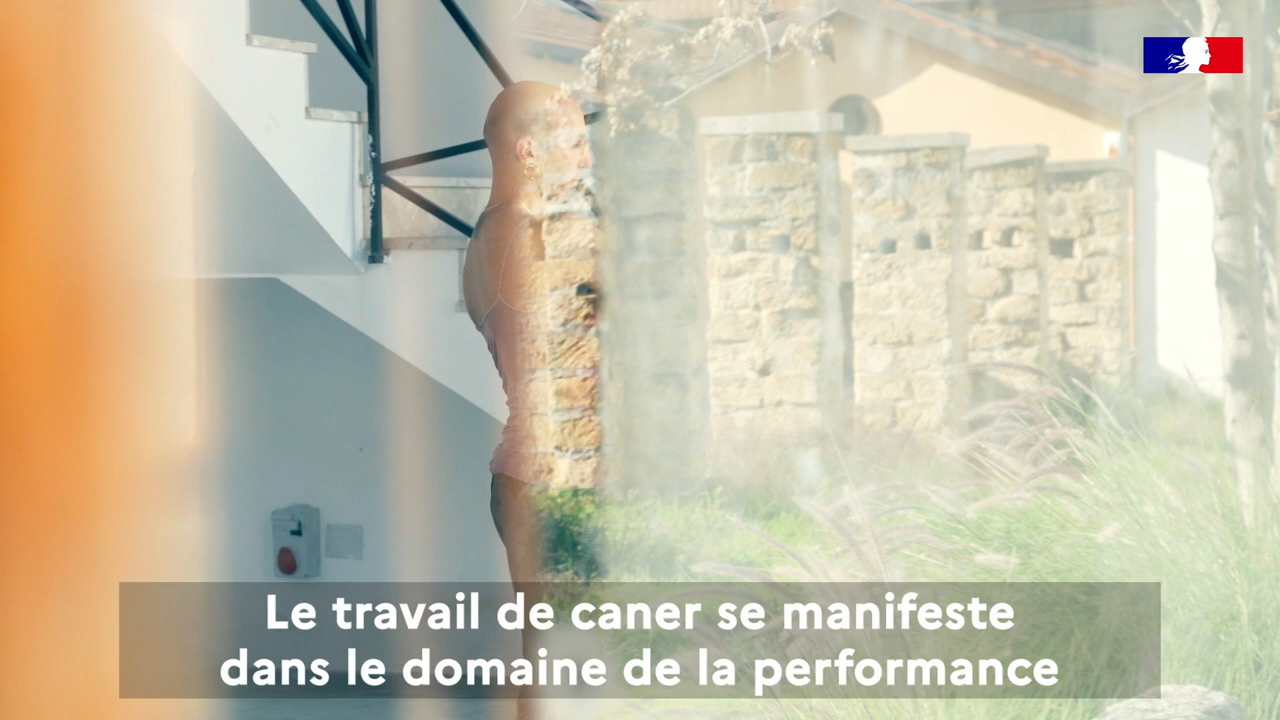 Le travail de caner se manifeste
dans le domaine de la performance